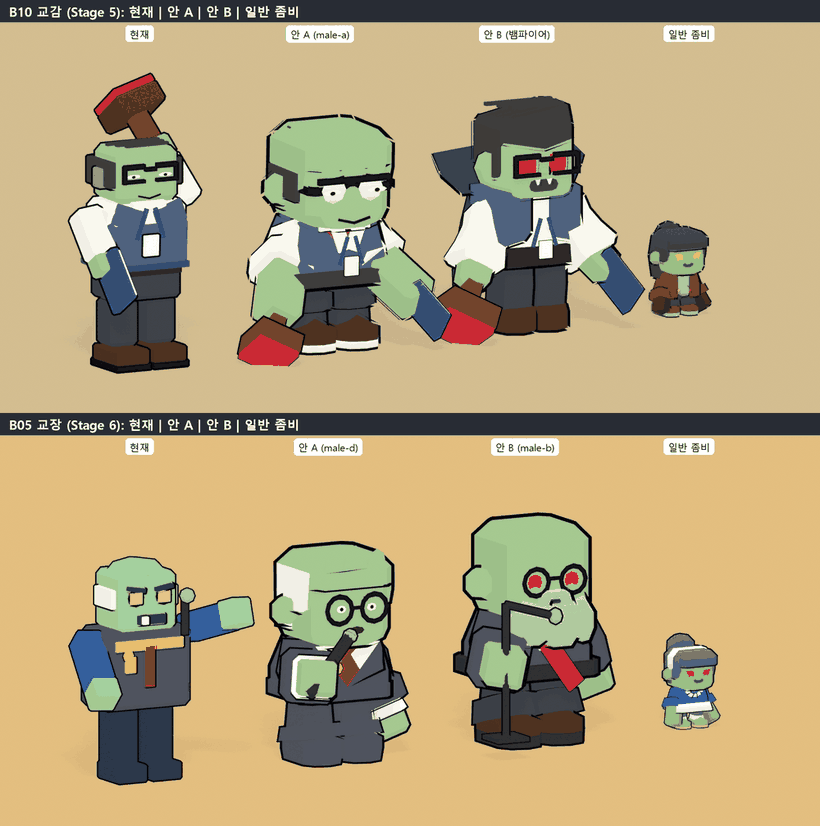 B10 교감 (Stage 5): 현재 | 안 A | 안 B | 일반 좀비
현재
안 A (male-a)
안 B (뱀파이어)
일반 좀비
B05 교장 (Stage 6): 현재 | 안 A | 안 B | 일반 좀비
현재
안 A (male-d)
안 B (male-b)
일반 좀비